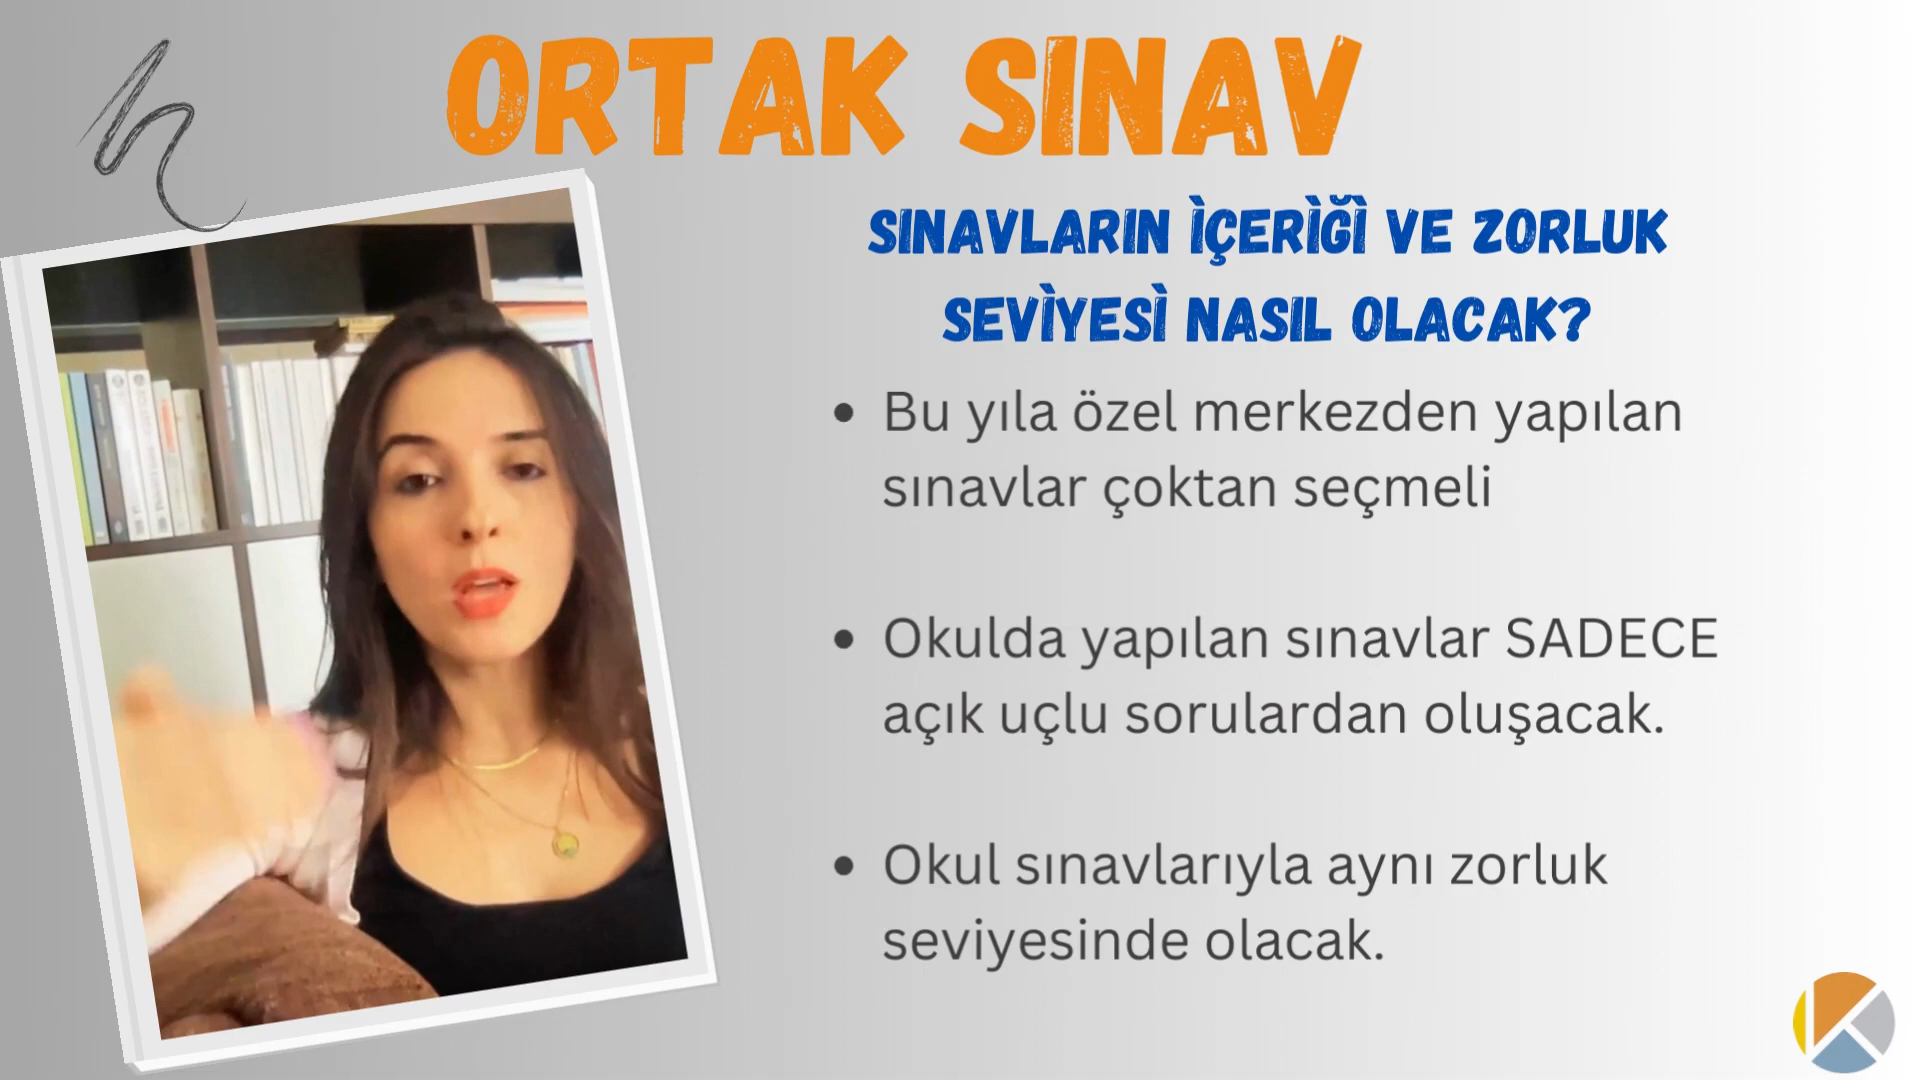 ORTAK SINAV
SINAVLARIN İÇERİĞİ VE ZORLUK
SEVİYESİ NASIL OLACAK?
• Bu yıla özel merkezden yapılan
sınavlar çoktan seçmeli
• Okulda yapılan sınavlar SADECE
açık uçlu sorulardan oluşacak.
• Okul sınavlarıyla aynı zorluk
seviyesinde olacak.